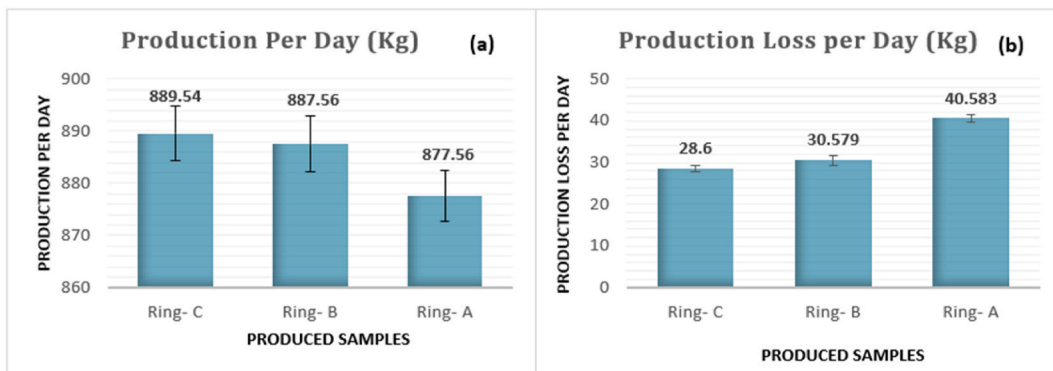 Production Per Day (Kg) (a)
PRODUCTION PER DAY
900
890
880
870
860
889.54
887.56
877.56
Ring- C Ring- B Ring- A
PRODUCED SAMPLES
Production Loss per Day (Kg) (b)
PRODUCTION LOSS PER DAY
50
40
30
20
10
0
28.6
30.579
40.583
Ring- C Ring- B Ring- A
PRODUCED SAMPLES